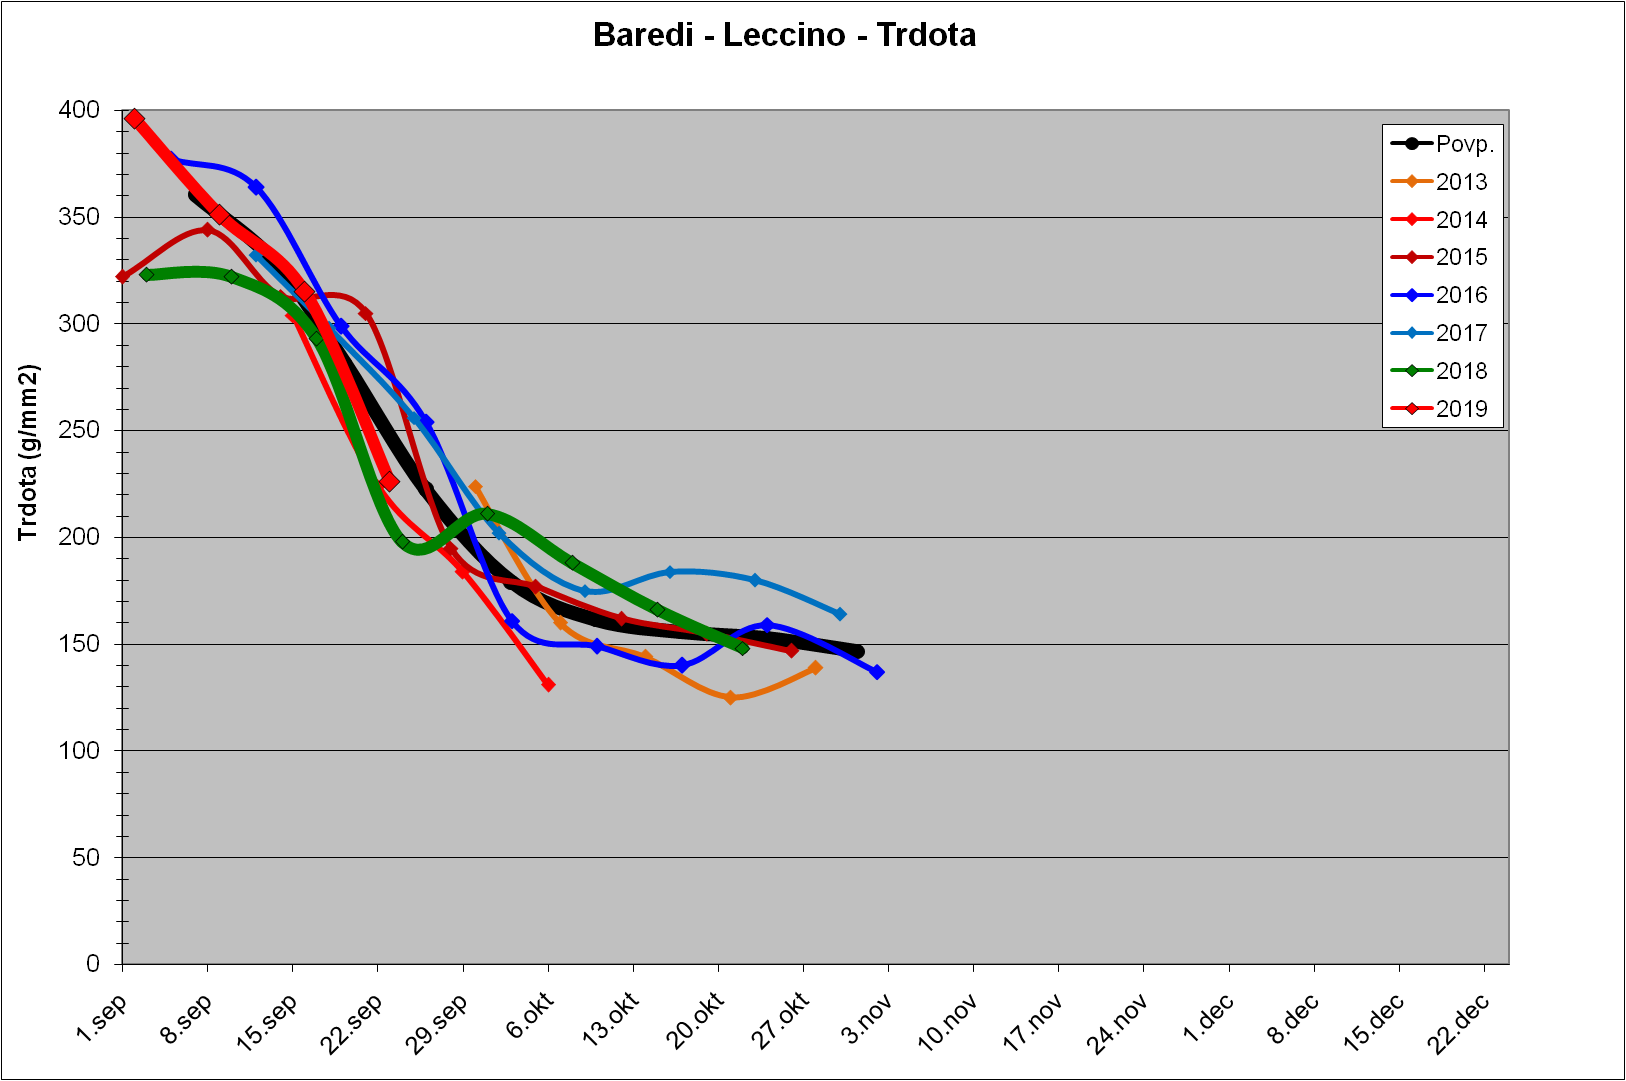 Baredi - Leccino - Trdota
Trdota (g/mm2)
400
350
300
250
200
150
100
50
0
1.sep
8.sep
15.sep
22.sep
29.sep
6.okt
13.okt
20.okt
27.okt
3.nov
10.nov
17.nov
24.nov
1.dec
8.dec
15.dec
22.dec
Povp.
2013
2014
2015
2016
2017
2018
2019